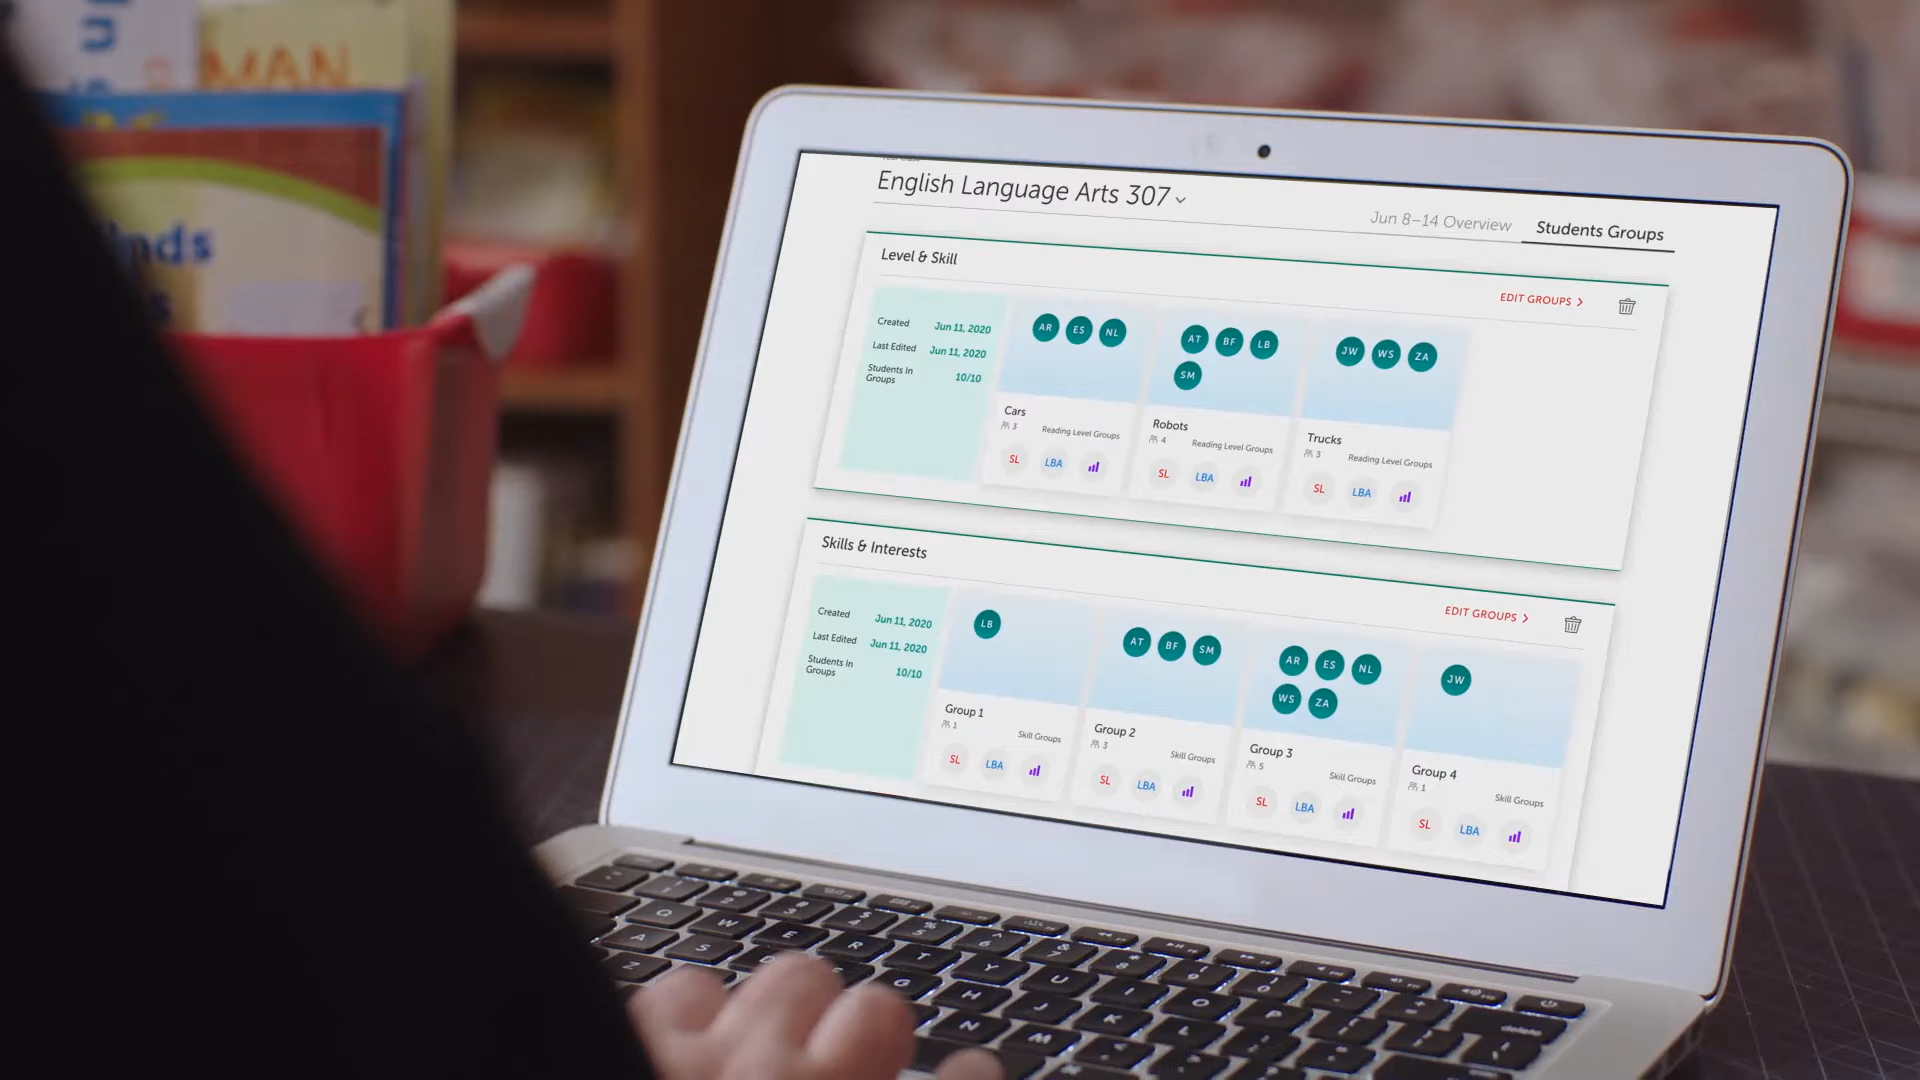 MAN
inds
English Language Arts 307
Jun 8–14 Overview
Students Groups
Level & Skill
EDIT GROUPS
Created Jun 11, 2020
Last Edited Jun 11, 2020
Students In Groups 10/10
AR ES NL
Cars
3 Reading Level Groups
SL LBA
AT BF LB
SM
Robots
4 Reading Level Groups
SL LBA
JW WS ZA
Trucks
3 Reading Level Groups
SL LBA
Skills & Interests
EDIT GROUPS
Created Jun 11, 2020
Last Edited Jun 11, 2020
Students In Groups 10/10
LB
Group 1
1 Skill Groups
SL LBA
AT BF SM
Group 2
3 Skill Groups
SL LBA
AR ES NL
WS ZA
Group 3
5 Skill Groups
SL LBA
JW
Group 4
1 Skill Groups
SL LBA
Q W E R T Y U I O P
A S D G H J K L
Z N M
delete